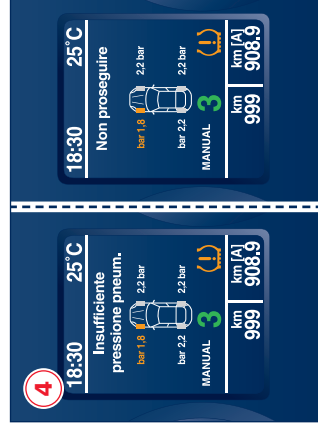 4
18:30 25°C
Insufficiente
pressione pneum.
bar 1,8 2,2 bar
bar 2,2 2,2 bar
MANUAL 3
km km [A]
999 908.9
18:30 25°C
Non proseguire
bar 1,8 2,2 bar
bar 2,2 2,2 bar
MANUAL 3
km km [A]
999 908.9